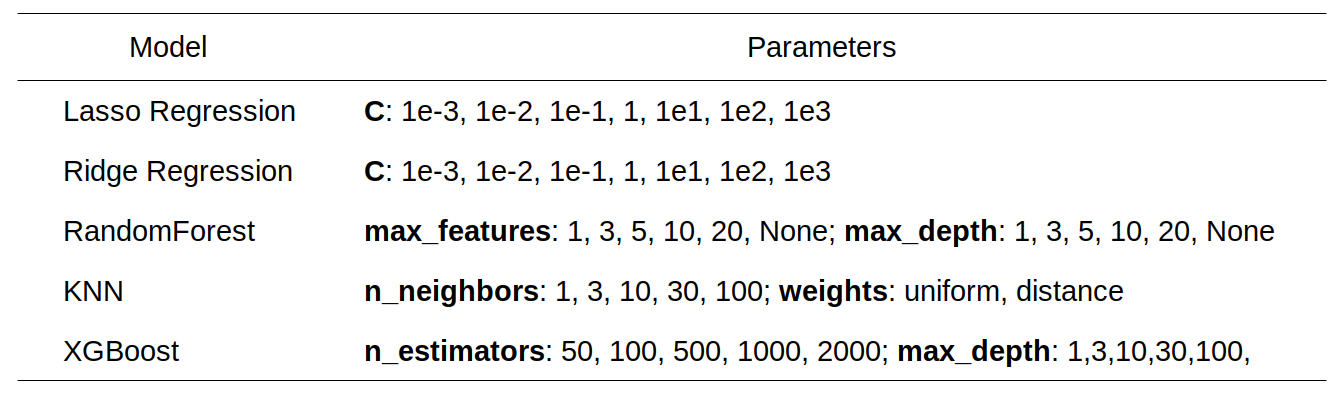 Model Parameters
Lasso Regression C: 1e-3, 1e-2, 1e-1, 1, 1e1, 1e2, 1e3
Ridge Regression C: 1e-3, 1e-2, 1e-1, 1, 1e1, 1e2, 1e3
RandomForest max_features: 1, 3, 5, 10, 20, None; max_depth: 1, 3, 5, 10, 20, None
KNN n_neighbors: 1, 3, 10, 30, 100; weights: uniform, distance
XGBoost n_estimators: 50, 100, 500, 1000, 2000; max_depth: 1,3,10,30,100,